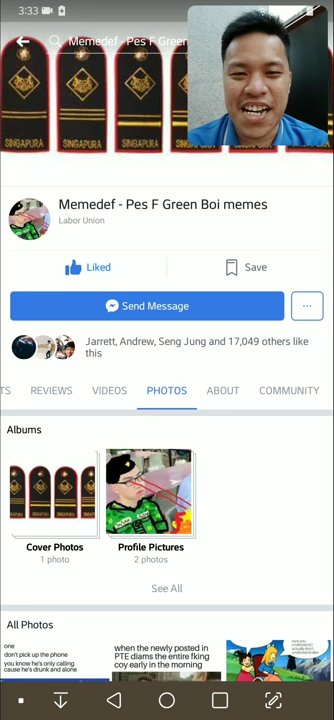 3:33
Memedef - Pes F Green
SINGAPURA SINGAPURA SINGAPURA
Memedef - Pes F Green Boi memes
Labor Union
Liked
Save
Send Message
Jarrett, Andrew, Seng Jung and 17,049 others like
this
TS REVIEWS VIDEOS PHOTOS ABOUT COMMUNITY
Albums
SINGAPURA
Cover Photos
1 photo
Profile Pictures
2 photos
See All
All Photos
one
don't pick up the phone
you know he's only calling
cause he's drunk and alone
when the newly posted in
PTE diams the entire fking
coy early in the morning